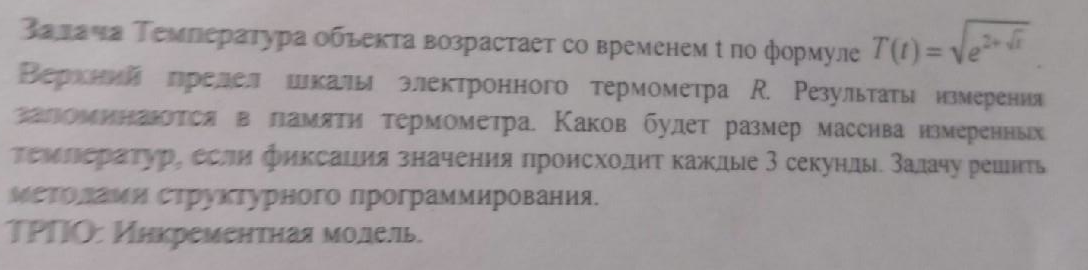 Задача Температура объекта возрастает со временем t по формуле T(t) = √(e^(2+√t)).
Верхний предел шкалы электронного термометра R. Результаты измерения
запоминаются в памяти термометра. Каков будет размер массива измеренных
температур, если фиксация значения происходит каждые 3 секунды. Задачу решить
методами структурного программирования.
ТРПО: Инкрементная модель.